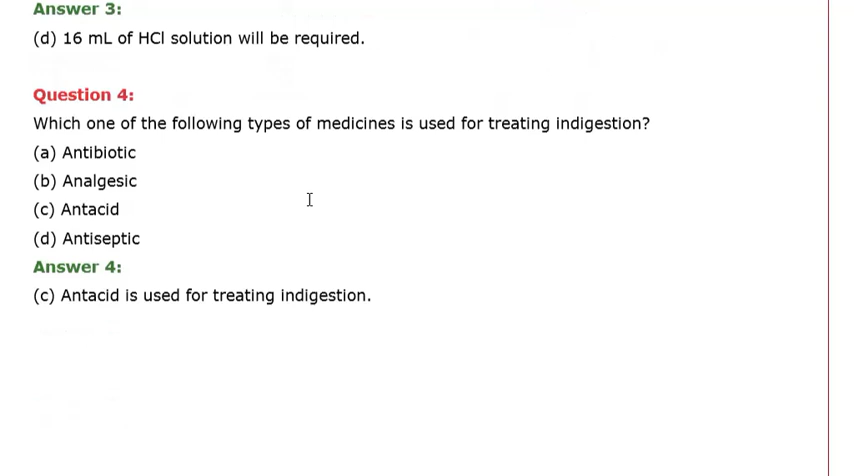 Answer 3:
(d) 16 mL of HCl solution will be required.
Question 4:
Which one of the following types of medicines is used for treating indigestion?
(a) Antibiotic
(b) Analgesic
(c) Antacid
(d) Antiseptic
Answer 4:
(c) Antacid is used for treating indigestion.